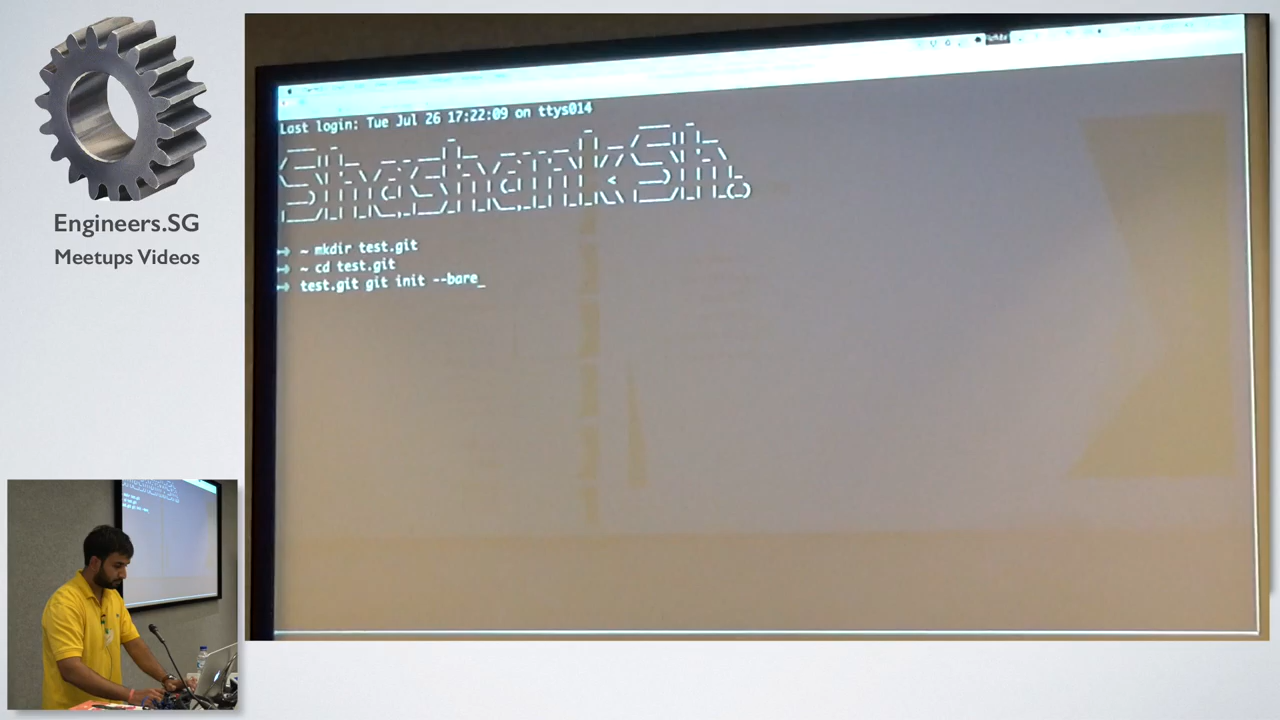 Engineers.SG
Meetups Videos
Last login: Tue Jul 26 17:22:09 on ttys014
ShashankSh.
~ mkdir test.git
~ cd test.git
test.git git init --bare_